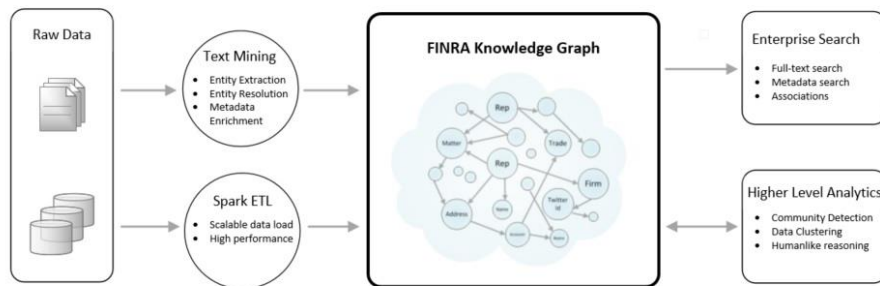 Raw Data
Text Mining
Entity Extraction
Entity Resolution
Metadata
Enrichment
Spark ETL
Scalable data load
High performance
FINRA Knowledge Graph
Rep
Matter
Trade
Rep
Firm
Twitter
Id
Address
Enterprise Search
Full-text search
Metadata search
Associations
Higher Level Analytics
Community Detection
Data Clustering
Humanlike reasoning